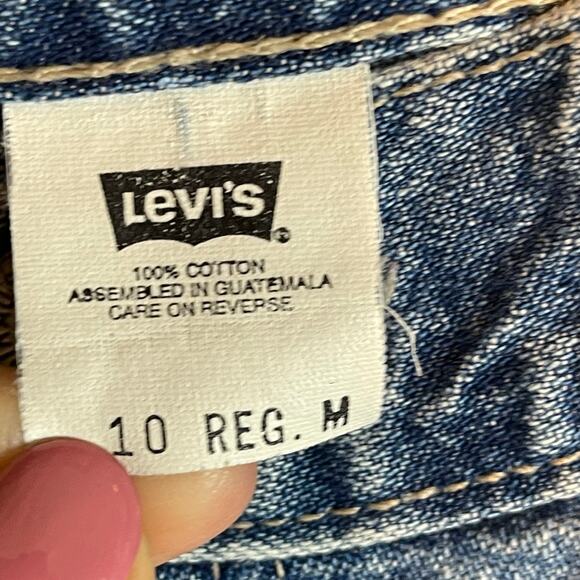 Levi's
100% COTTON
ASSEMBLED IN GUATEMALA
CARE ON REVERSE
10 REG. M